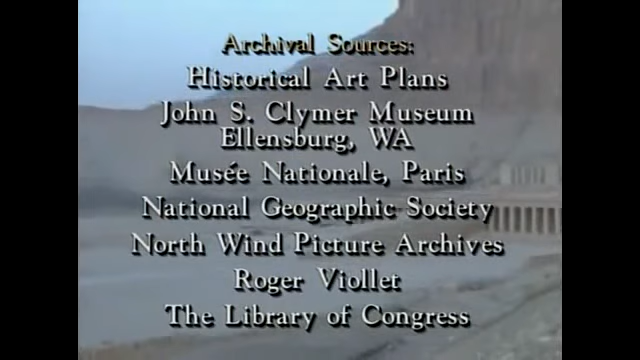 Archival Sources:
Historical Art Plans
John S. Clymer Museum
Ellensburg, WA
Musée Nationale, Paris
National Geographic Society
North Wind Picture Archives
Roger Viollet
The Library of Congress